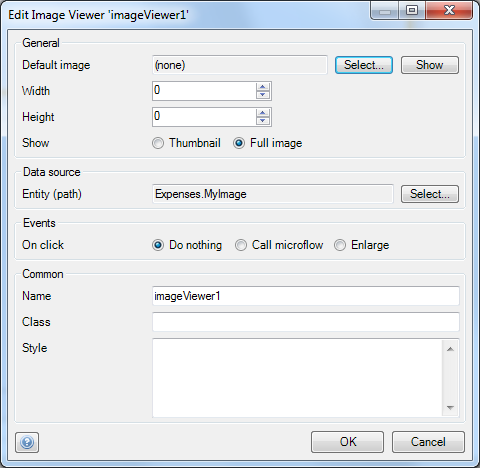 Edit Image Viewer 'imageViewer1'
General
Default image (none) Select... Show
Width 0
Height 0
Show Thumbnail Full image
Data source
Entity (path) Expenses.MyImage Select...
Events
On click Do nothing Call microflow Enlarge
Common
Name imageViewer1
Class
Style
? OK Cancel